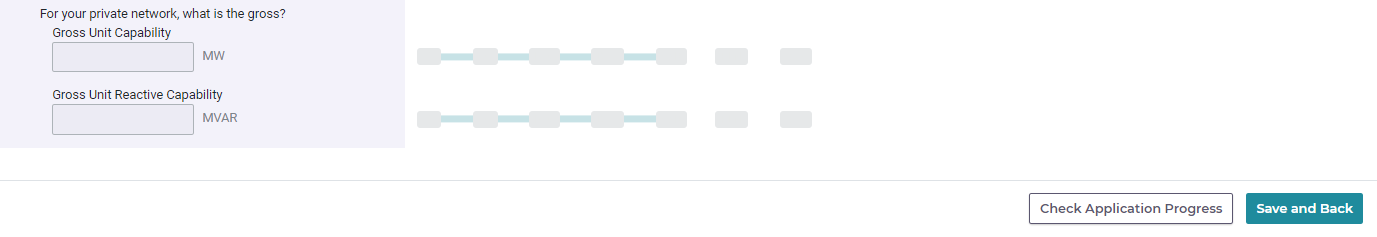 For your private network, what is the gross?
Gross Unit Capability
MW
Gross Unit Reactive Capability
MVAR
Check Application Progress
Save and Back